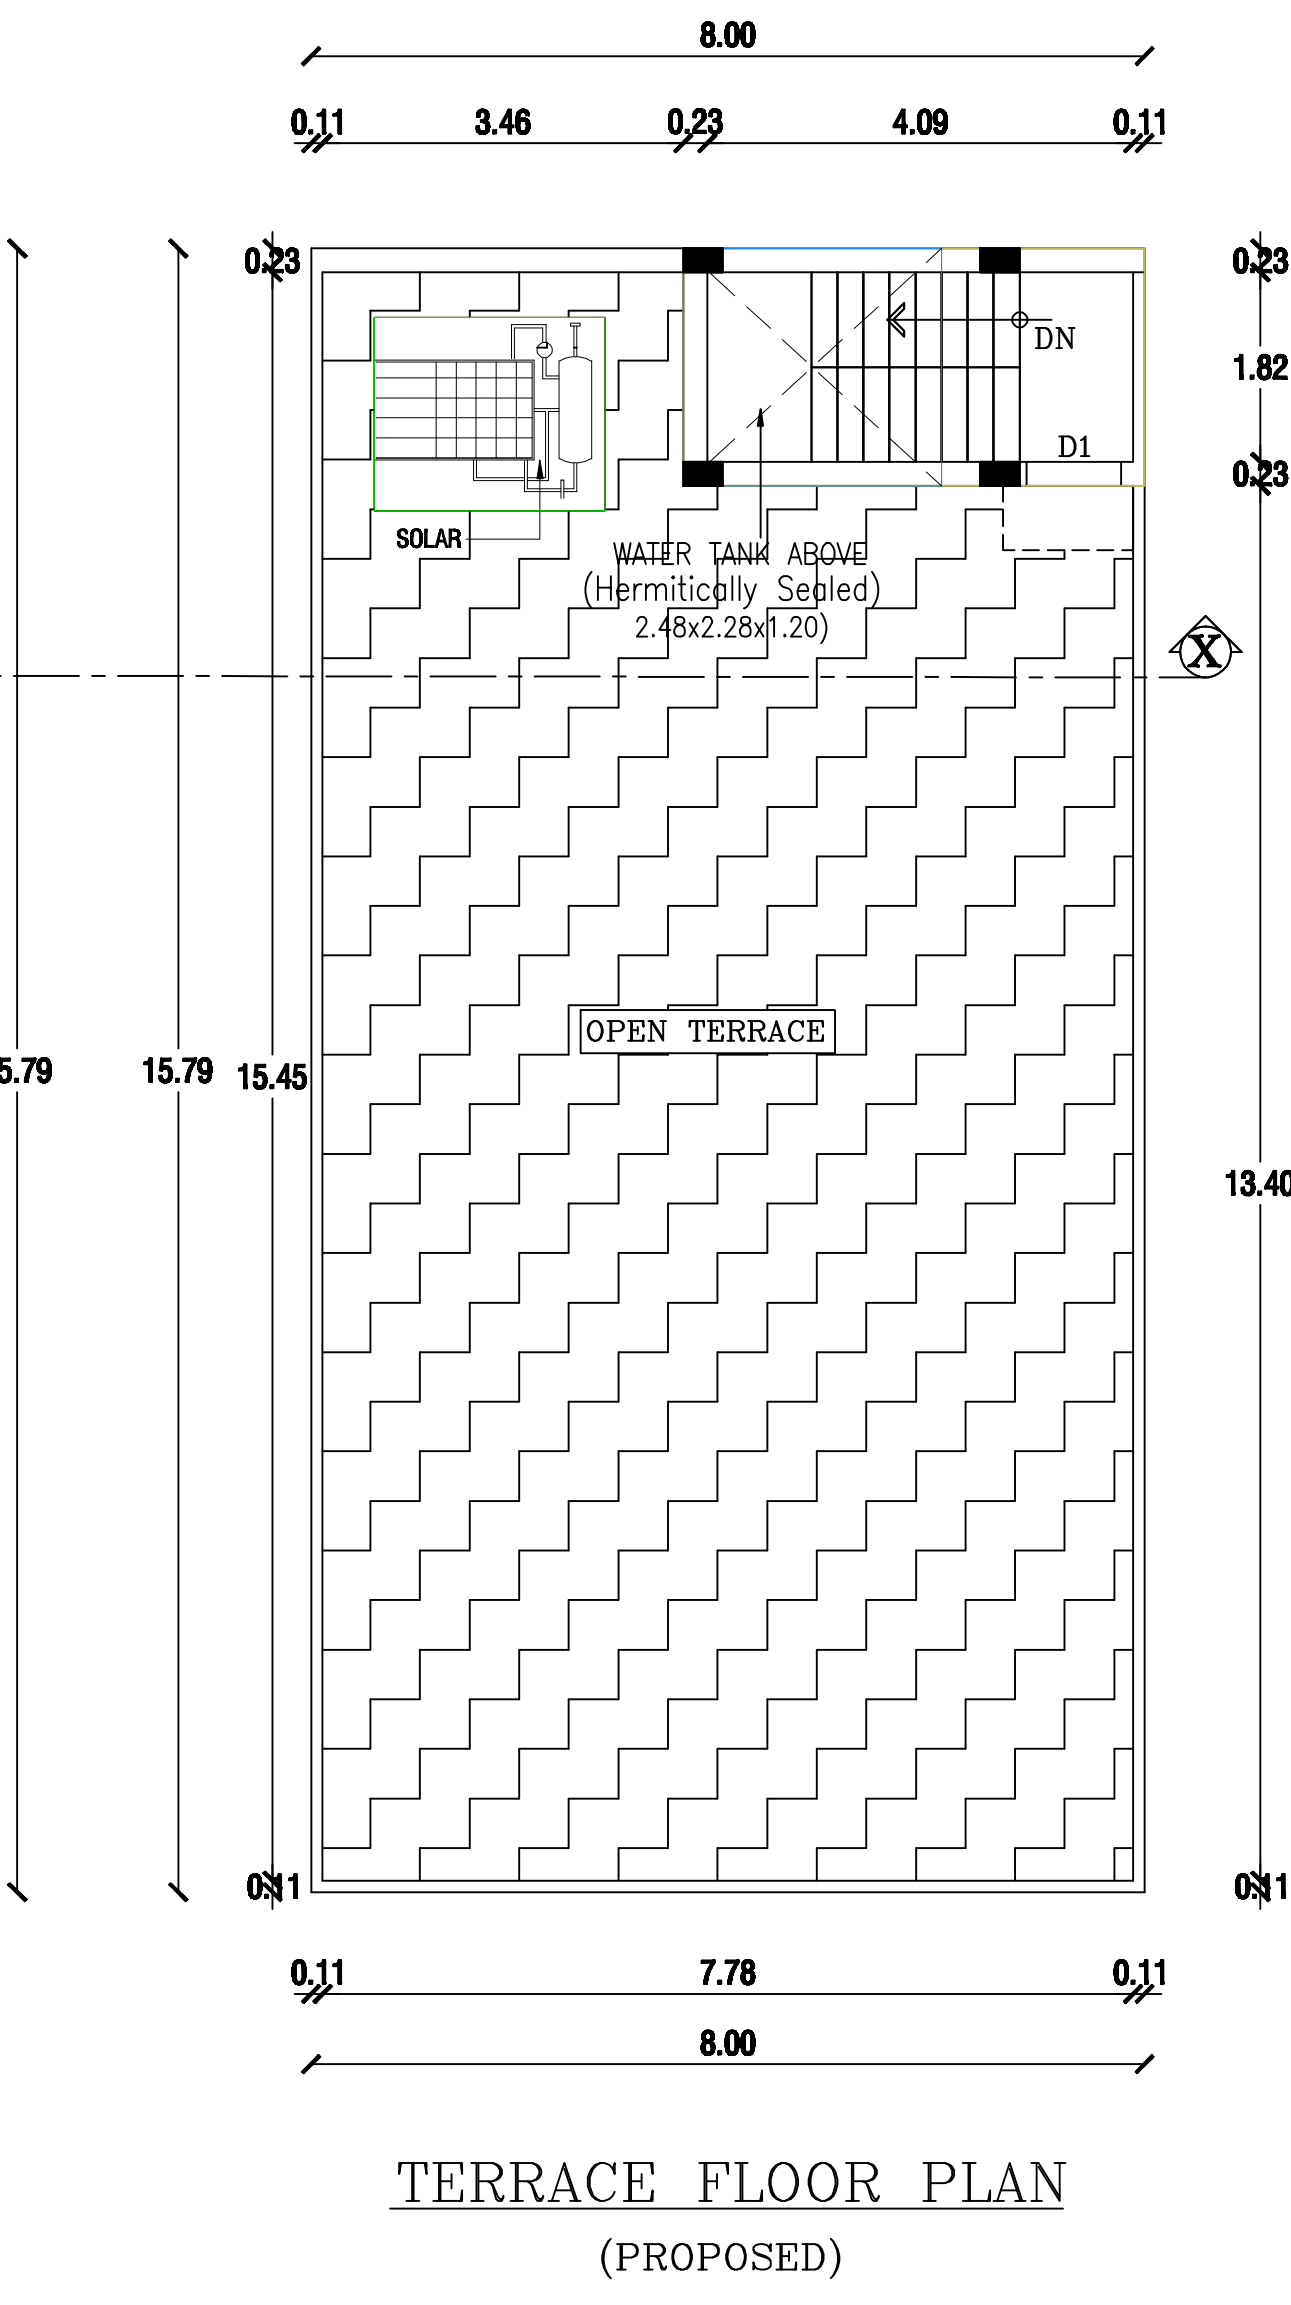 8.00
0.11 3.46 0.23 4.09 0.11
0.23
0.23
DN
1.82
D1
0.23
SOLAR
WATER TANK ABOVE
(Hermitically Sealed)
2.48x2.28x1.20)
X
OPEN TERRACE
5.79 15.79 15.45
13.40
0.11
0.11
0.11 7.78 0.11
8.00
TERRACE FLOOR PLAN
(PROPOSED)